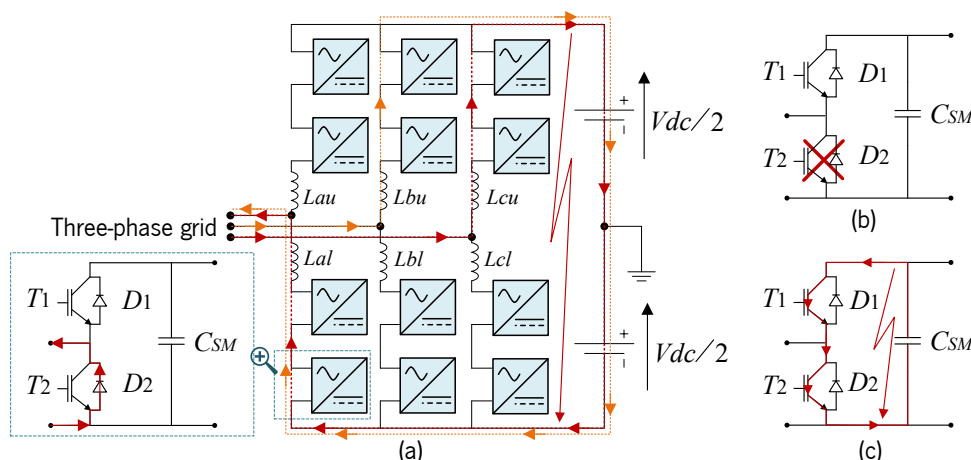 T1
D1
CSM
T2
D2
(b)
+
-
Vdc/2
Lau
Lbu
Lcu
Three-phase grid
Lal
Lbl
Lcl
T1
D1
CSM
T2
D2
+
-
Vdc/2
(a)
T1
D1
CSM
T2
D2
(c)